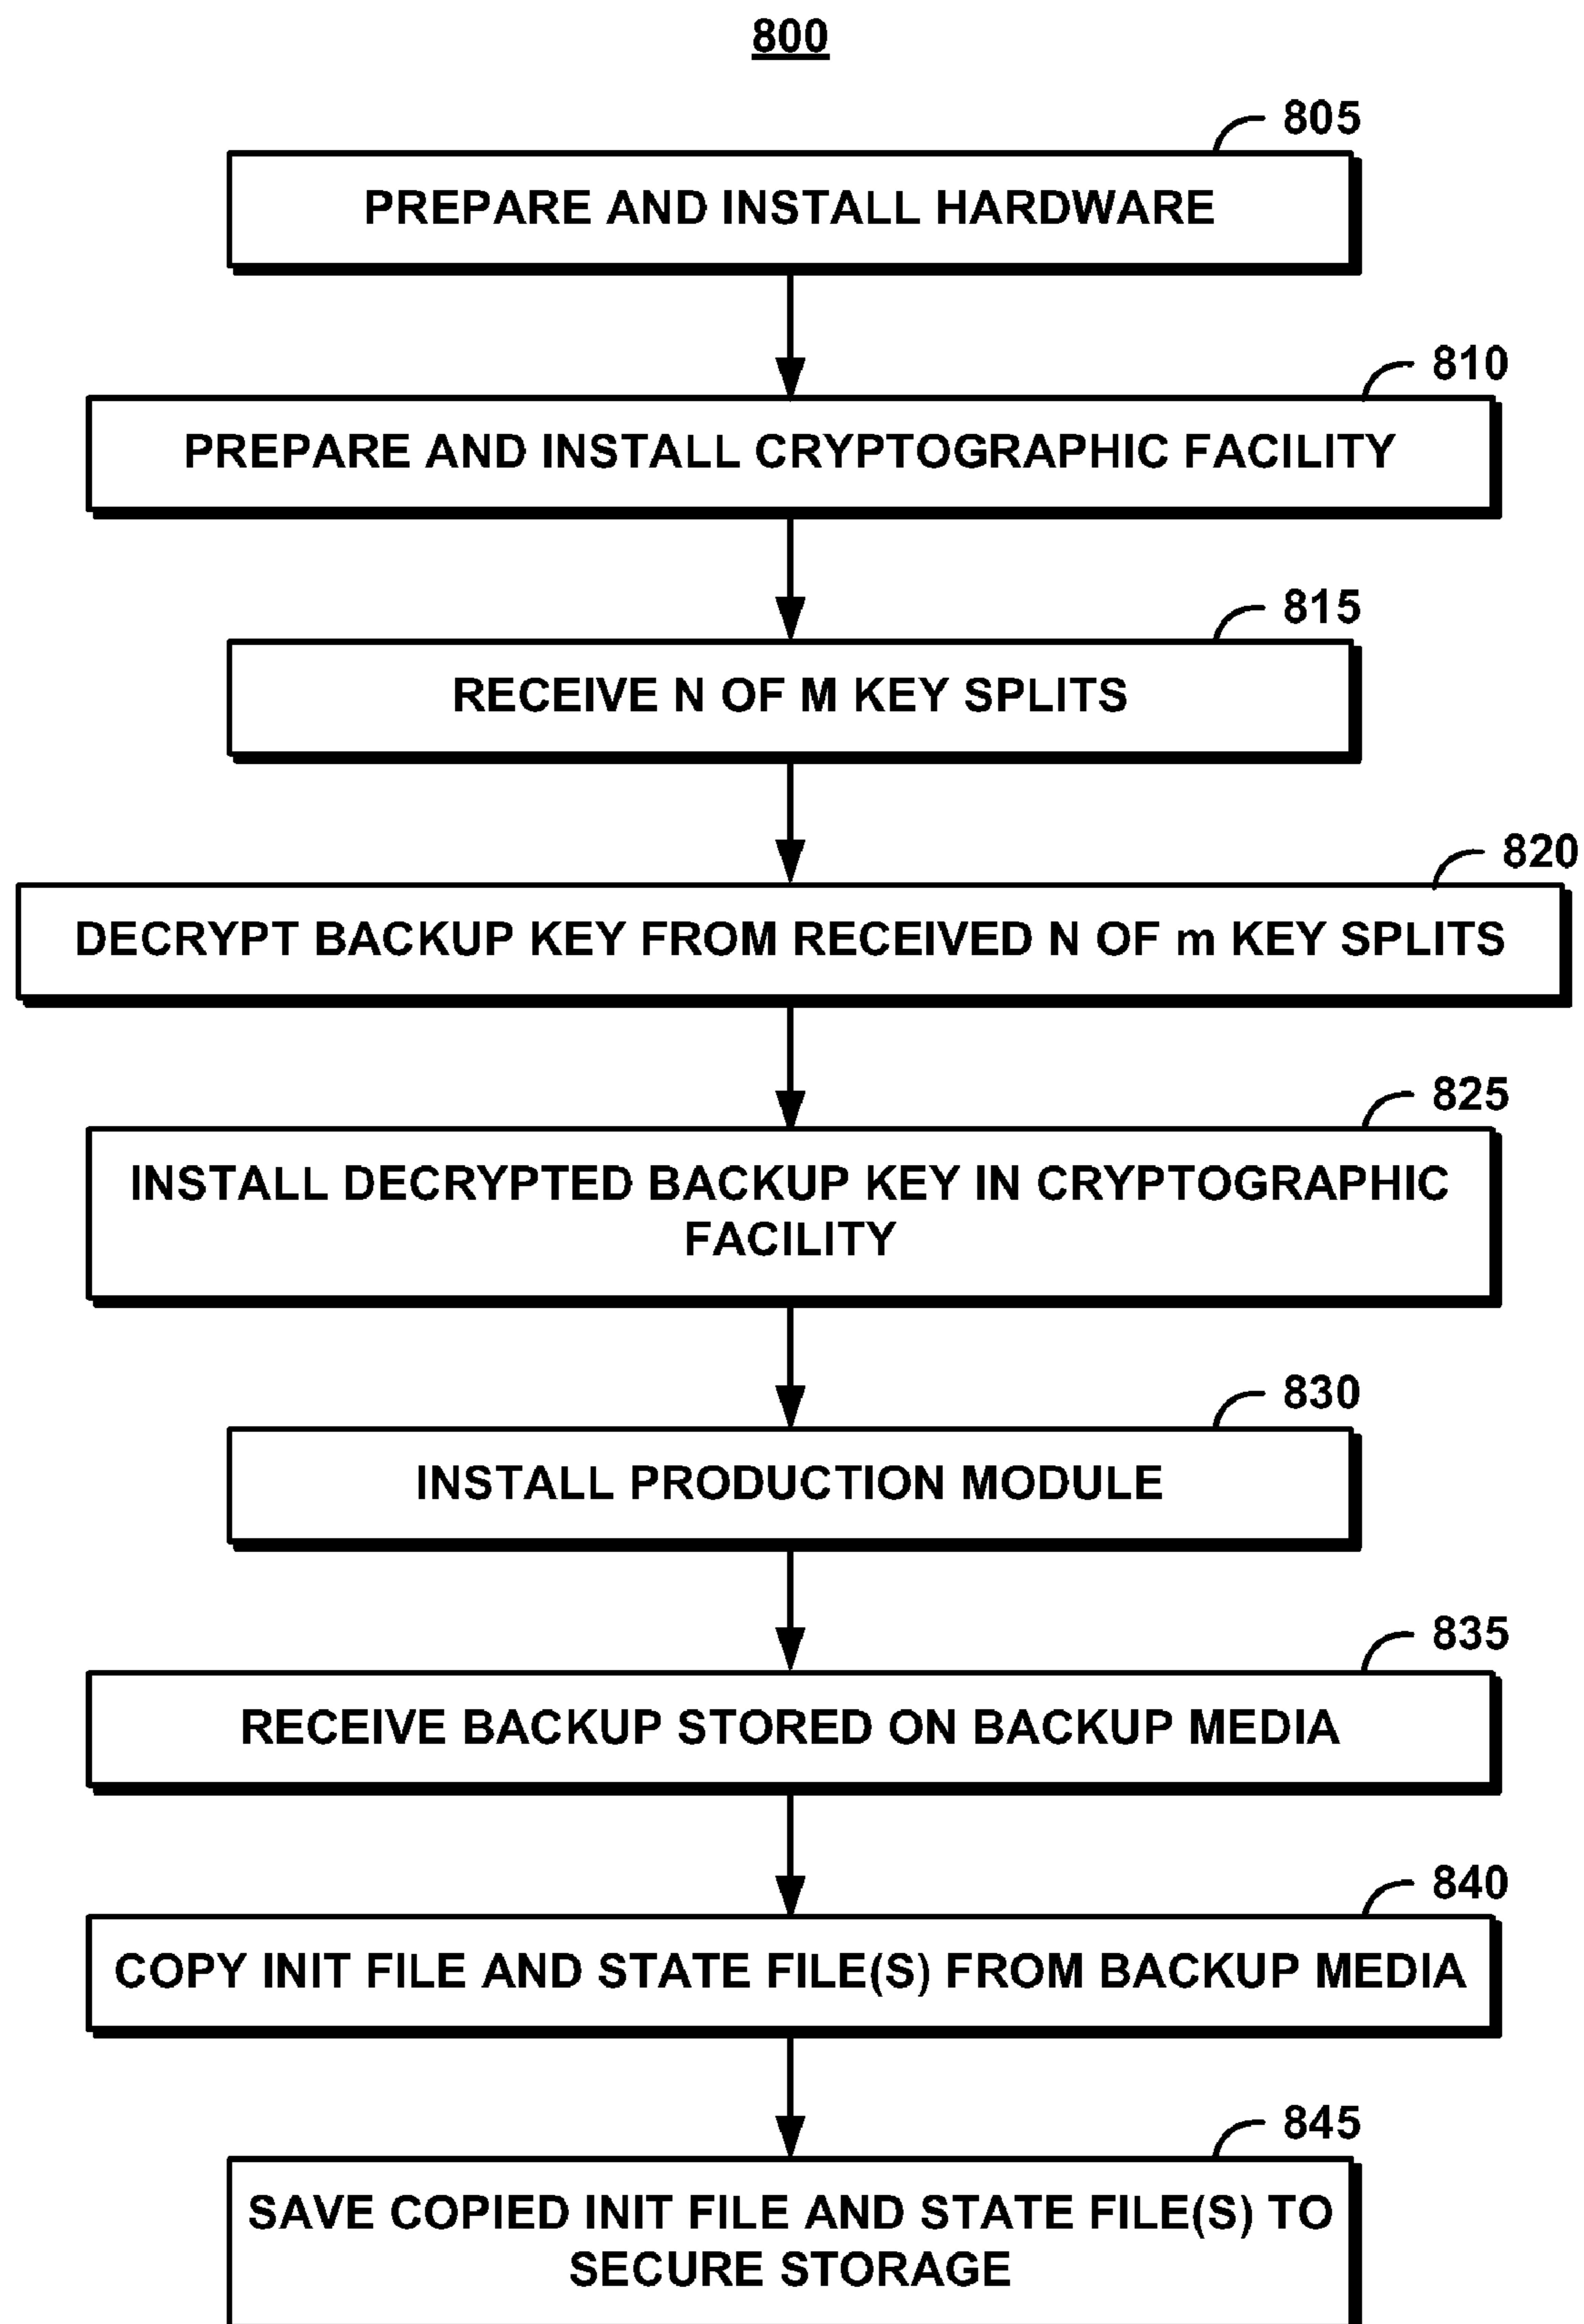 800
805
PREPARE AND INSTALL HARDWARE
810
PREPARE AND INSTALL CRYPTOGRAPHIC FACILITY
815
RECEIVE N OF M KEY SPLITS
820
DECRYPT BACKUP KEY FROM RECEIVED N OF m KEY SPLITS
825
INSTALL DECRYPTED BACKUP KEY IN CRYPTOGRAPHIC
FACILITY
830
INSTALL PRODUCTION MODULE
835
RECEIVE BACKUP STORED ON BACKUP MEDIA
840
COPY INIT FILE AND STATE FILE(S) FROM BACKUP MEDIA
845
SAVE COPIED INIT FILE AND STATE FILE(S) TO
SECURE STORAGE